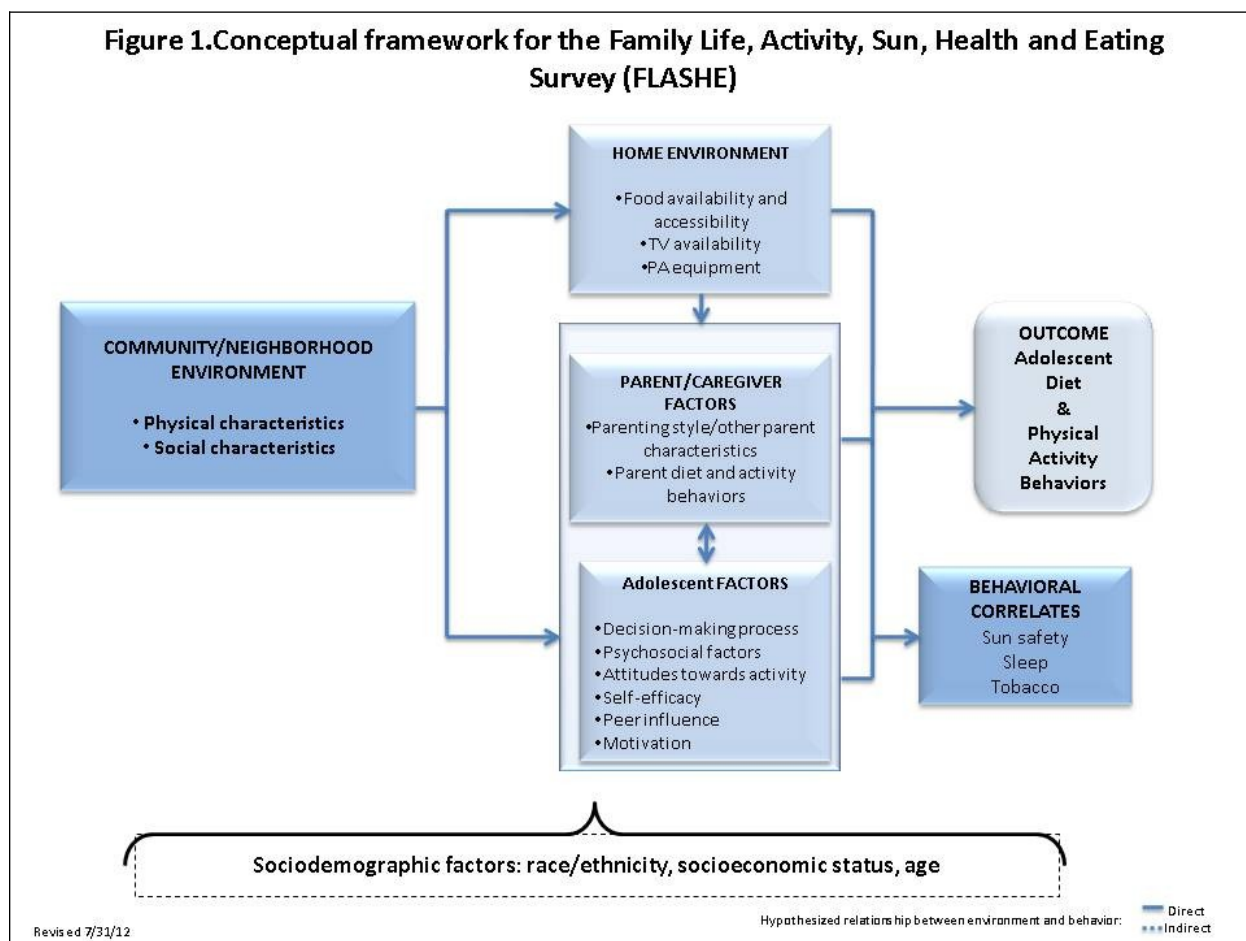 Figure 1.Conceptual framework for the Family Life, Activity, Sun, Health and Eating
Survey (FLASHE)
HOME ENVIRONMENT
•Food availability and
accessibility
•TV availability
•PA equipment
COMMUNITY/NEIGHBORHOOD
ENVIRONMENT
• Physical characteristics
• Social characteristics
PARENT/CAREGIVER
FACTORS
•Parenting style/other parent
characteristics
•Parent diet and activity
behaviors
OUTCOME
Adolescent
Diet
&
Physical
Activity
Behaviors
Adolescent FACTORS
•Decision-making process
•Psychosocial factors
•Attitudes towards activity
•Self-efficacy
•Peer influence
•Motivation
BEHAVIORAL
CORRELATES
Sun safety
Sleep
Tobacco
Sociodemographic factors: race/ethnicity, socioeconomic status, age
Revised 7/31/12
Hypothesized relationship between environment and behavior:
Direct
Indirect